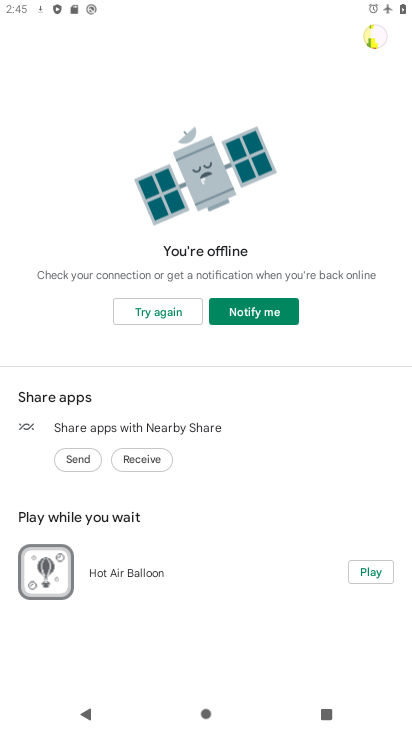 2:45
You're offline
Check your connection or get a notification when you're back online
Try again
Notify me
Share apps
Share apps with Nearby Share
Send
Receive
Play while you wait
Hot Air Balloon
Play